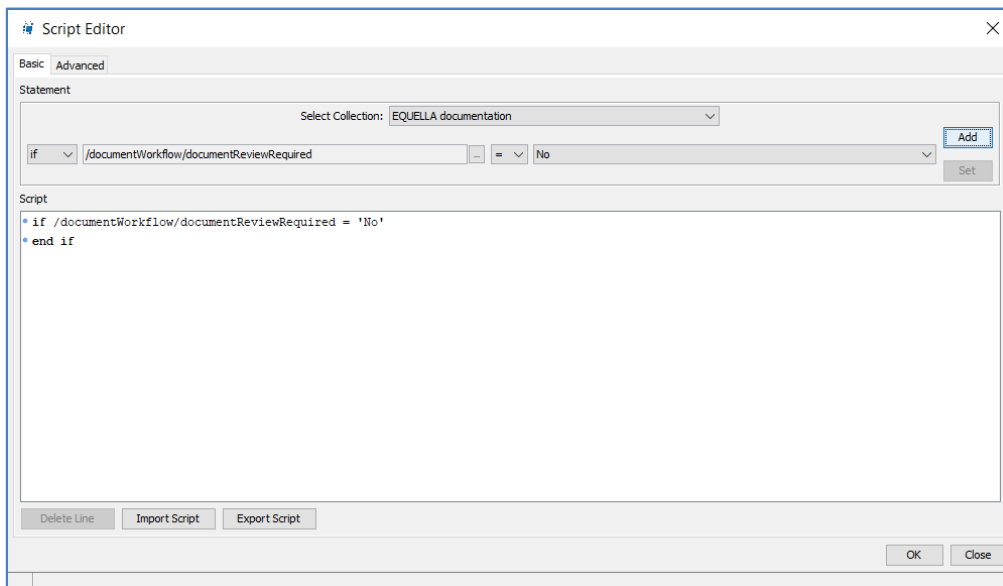 Script Editor
Basic Advanced
Statement
Select Collection: EQUELLA documentation
Add
if /documentWorkflow/documentReviewRequired ... = No
Set
Script
if /documentWorkflow/documentReviewRequired = 'No'
end if
Delete Line Import Script Export Script
OK Close